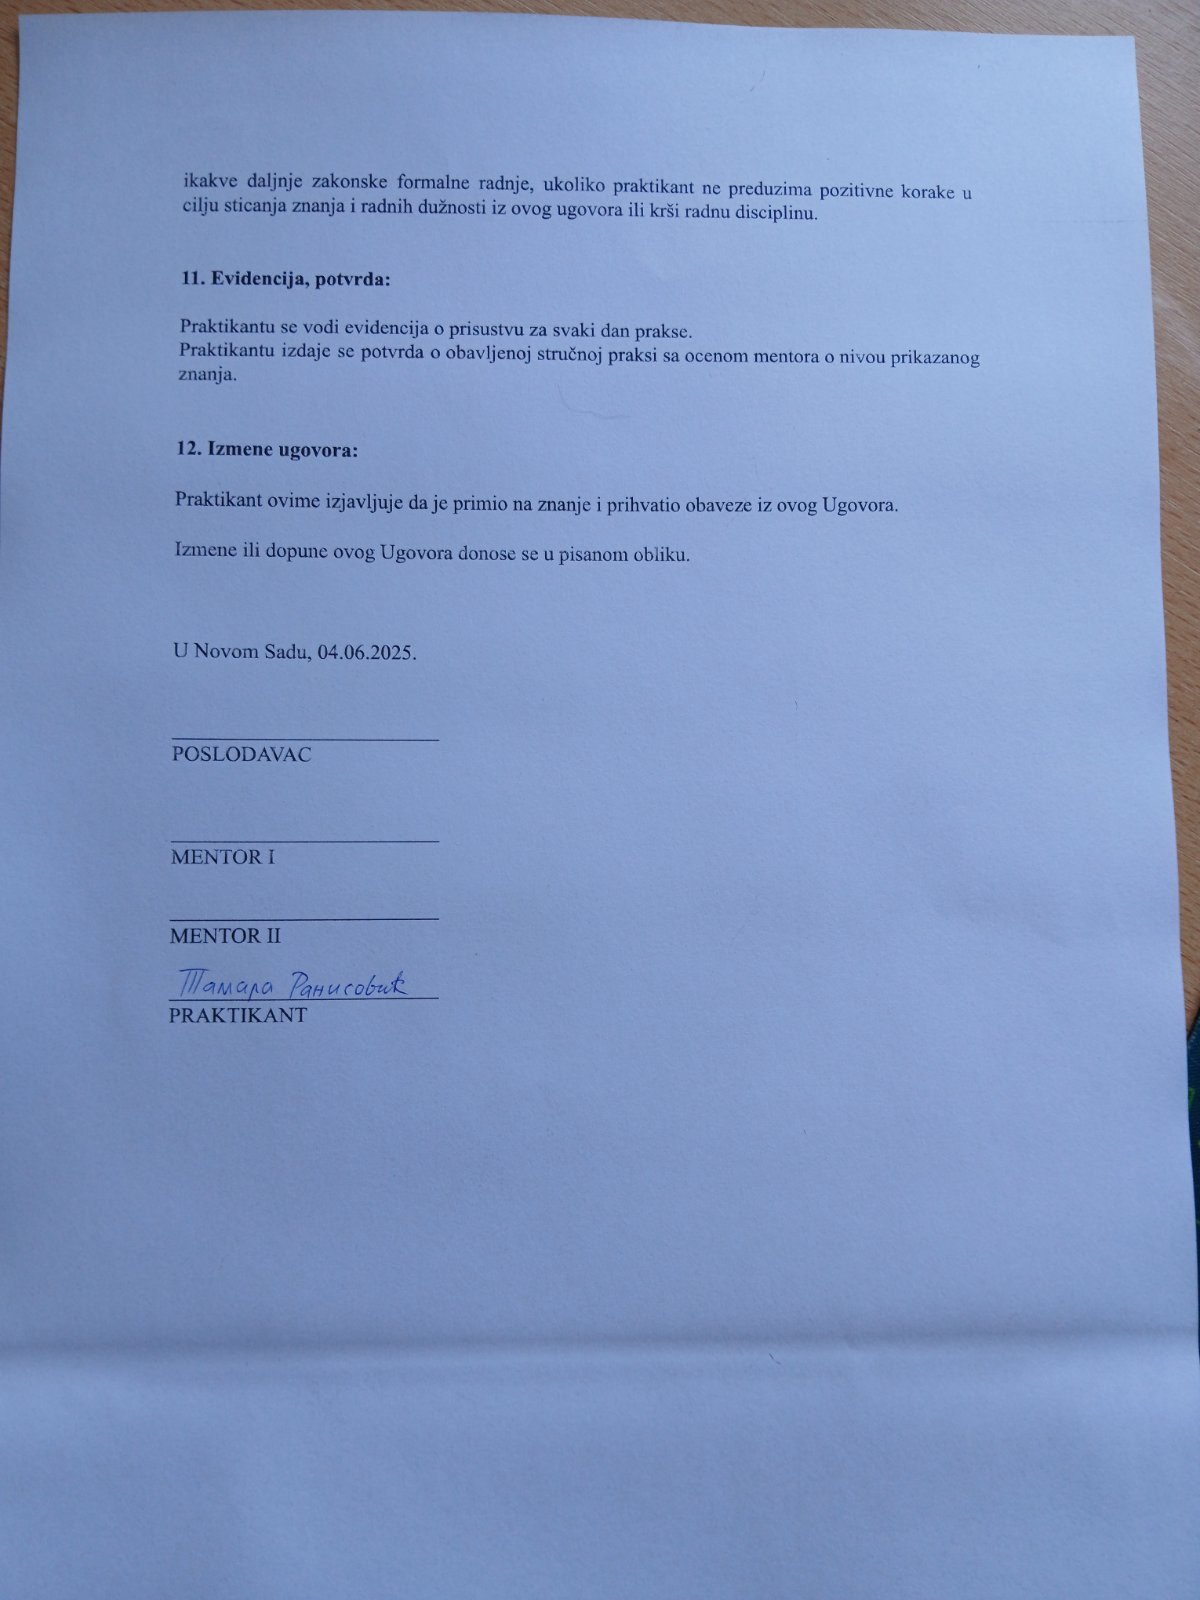 ikakve daljnje zakonske formalne radnje, ukoliko praktikant ne preduzima pozitivne korake u
cilju sticanja znanja i radnih dužnosti iz ovog ugovora ili krši radnu disciplinu.
11. Evidencija, potvrda:
Praktikantu se vodi evidencija o prisustvu za svaki dan prakse.
Praktikantu izdaje se potvrda o obavljenoj stručnoj praksi sa ocenom mentora o nivou prikazanog
znanja.
12. Izmene ugovora:
Praktikant ovime izjavljuje da je primio na znanje i prihvatio obaveze iz ovog Ugovora.
Izmene ili dopune ovog Ugovora donose se u pisanom obliku.
U Novom Sadu, 04.06.2025.
POSLODAVAC
MENTOR I
MENTOR II
Тамара Ранисовић
PRAKTIKANT